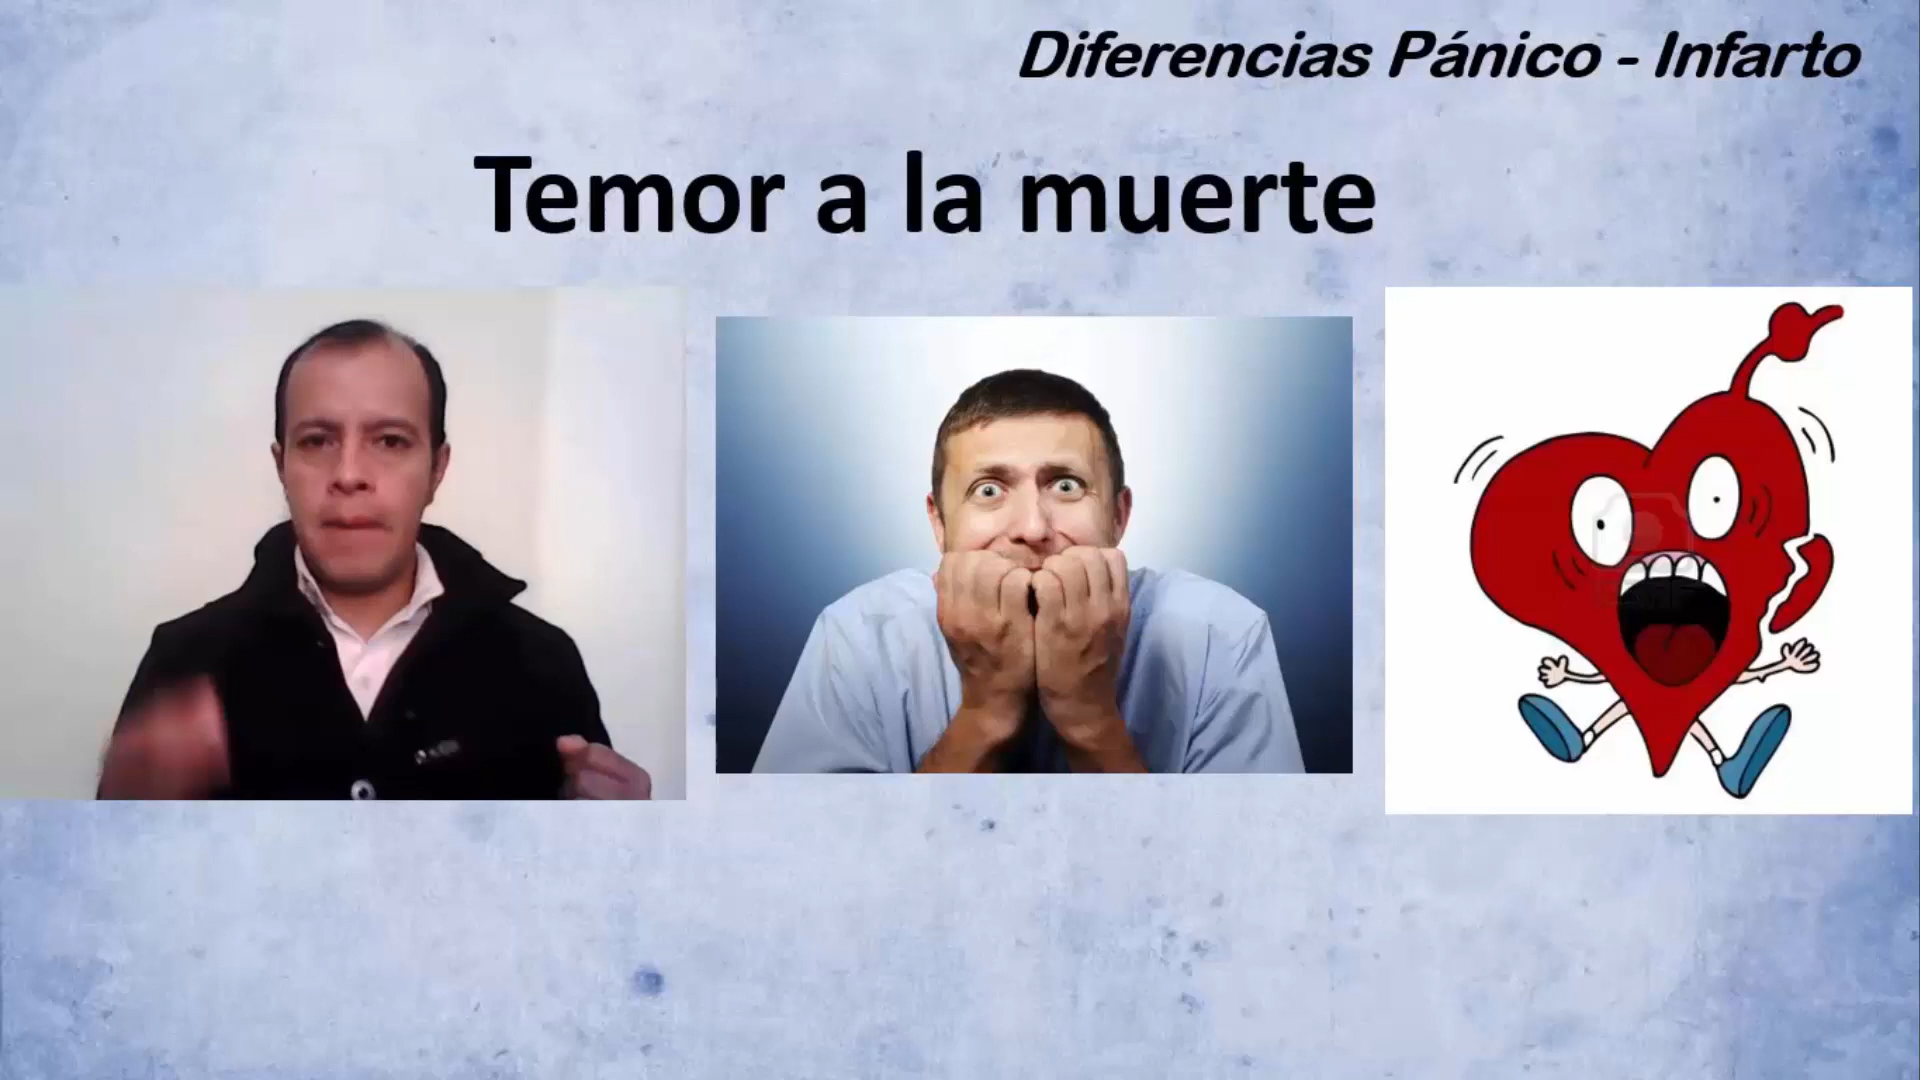 Diferencias Pánico - Infarto
Temor a la muerte